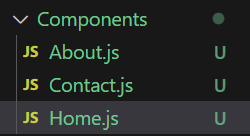 Components
JS About.js U
JS Contact.js U
JS Home.js U